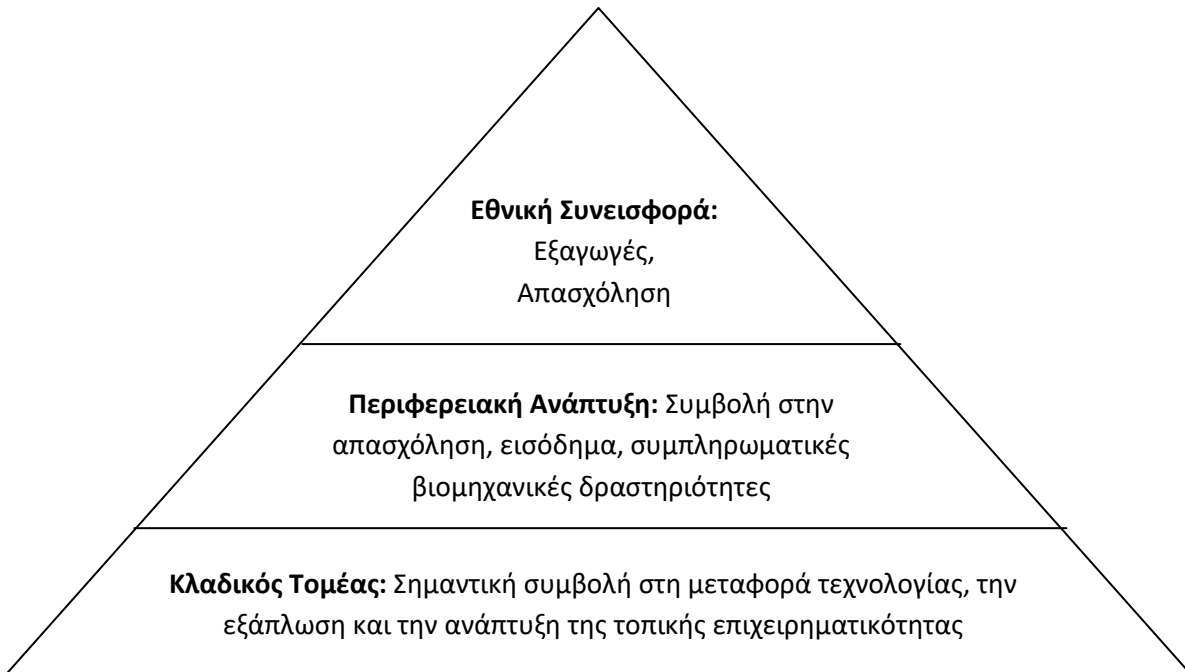 Εθνική Συνεισφορά:
Εξαγωγές,
Απασχόληση
Περιφερειακή Ανάπτυξη: Συμβολή στην
απασχόληση, εισόδημα, συμπληρωματικές
βιομηχανικές δραστηριότητες
Κλαδικός Τομέας: Σημαντική συμβολή στη μεταφορά τεχνολογίας, την
εξάπλωση και την ανάπτυξη της τοπικής επιχειρηματικότητας